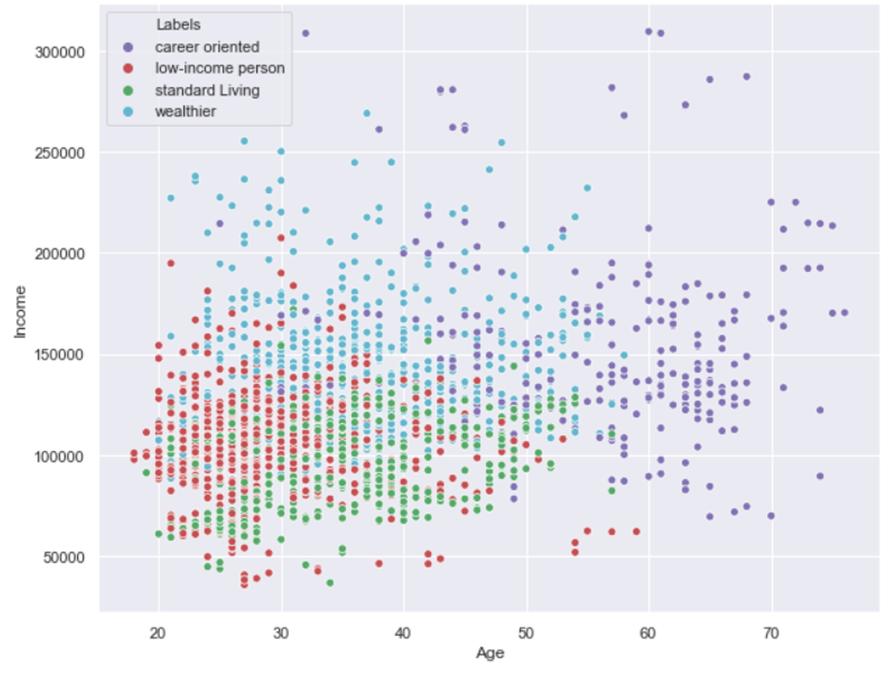 Labels
career oriented
low-income person
standard Living
wealthier
300000
250000
200000
150000
100000
50000
Income
20 30 40 50 60 70
Age